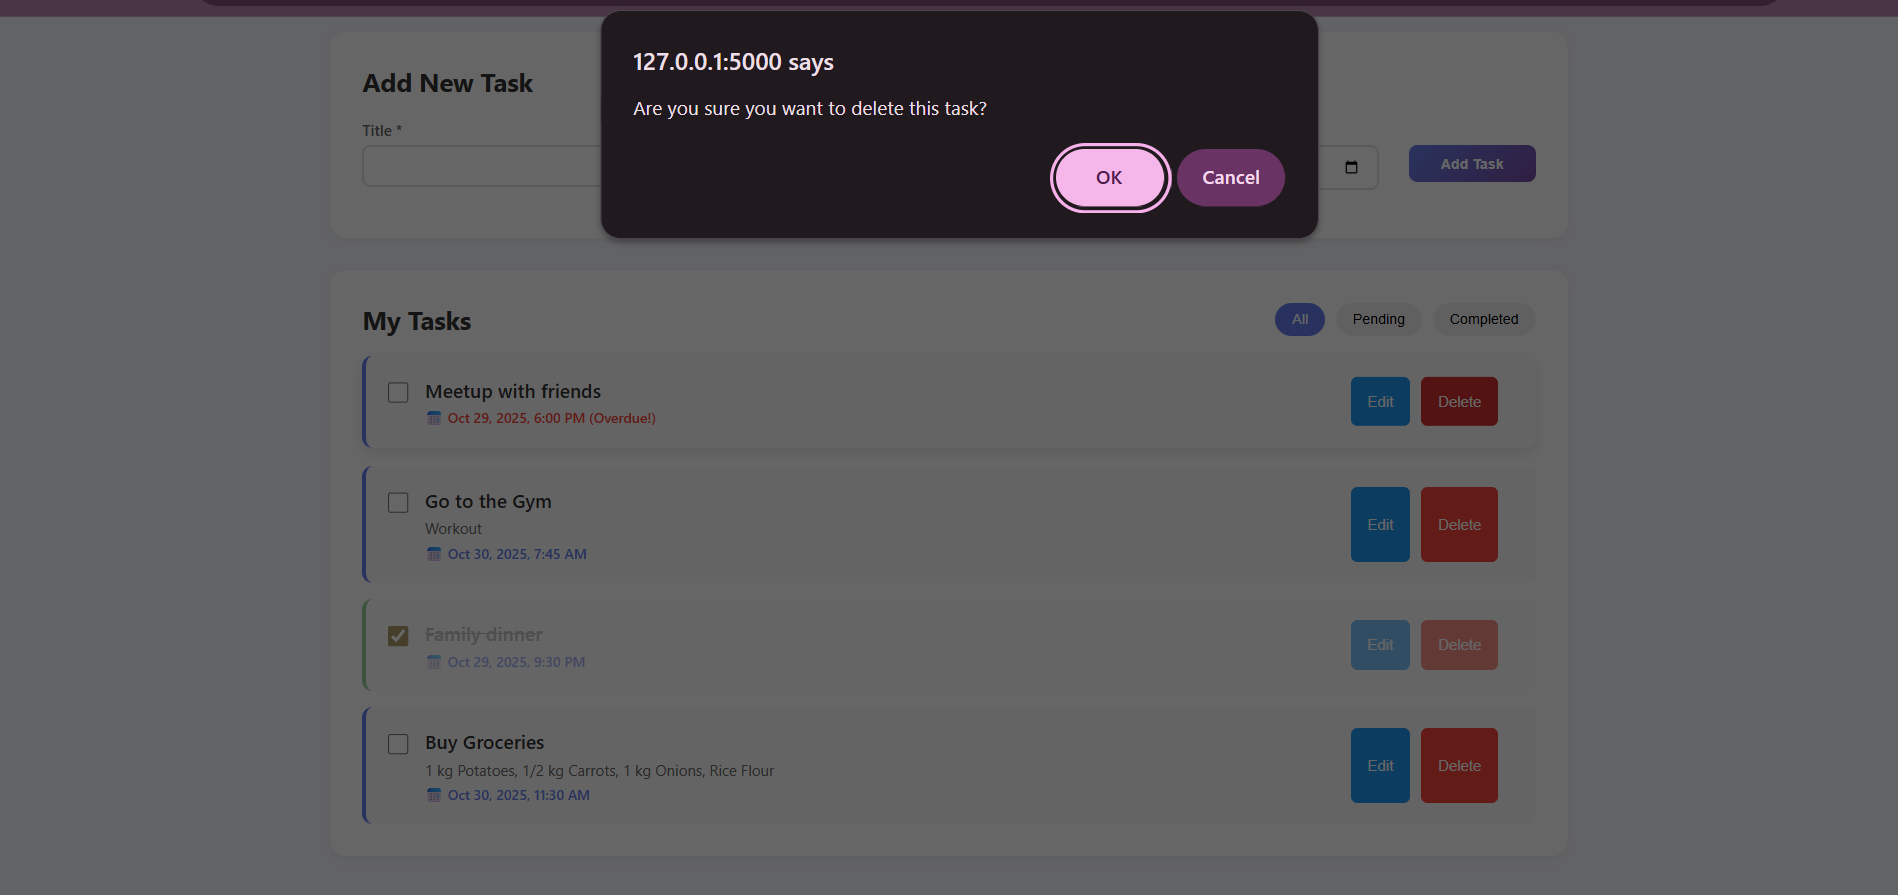 127.0.0.1:5000 says
Are you sure you want to delete this task?
OK Cancel
Add New Task
Title *
Add Task
My Tasks
All Pending Completed
Meetup with friends
Oct 29, 2025, 6:00 PM (Overdue!)
Edit Delete
Go to the Gym
Workout
Oct 30, 2025, 7:45 AM
Edit Delete
Family dinner
Oct 29, 2025, 9:30 PM
Edit Delete
Buy Groceries
1 kg Potatoes, 1/2 kg Carrots, 1 kg Onions, Rice Flour
Oct 30, 2025, 11:30 AM
Edit Delete